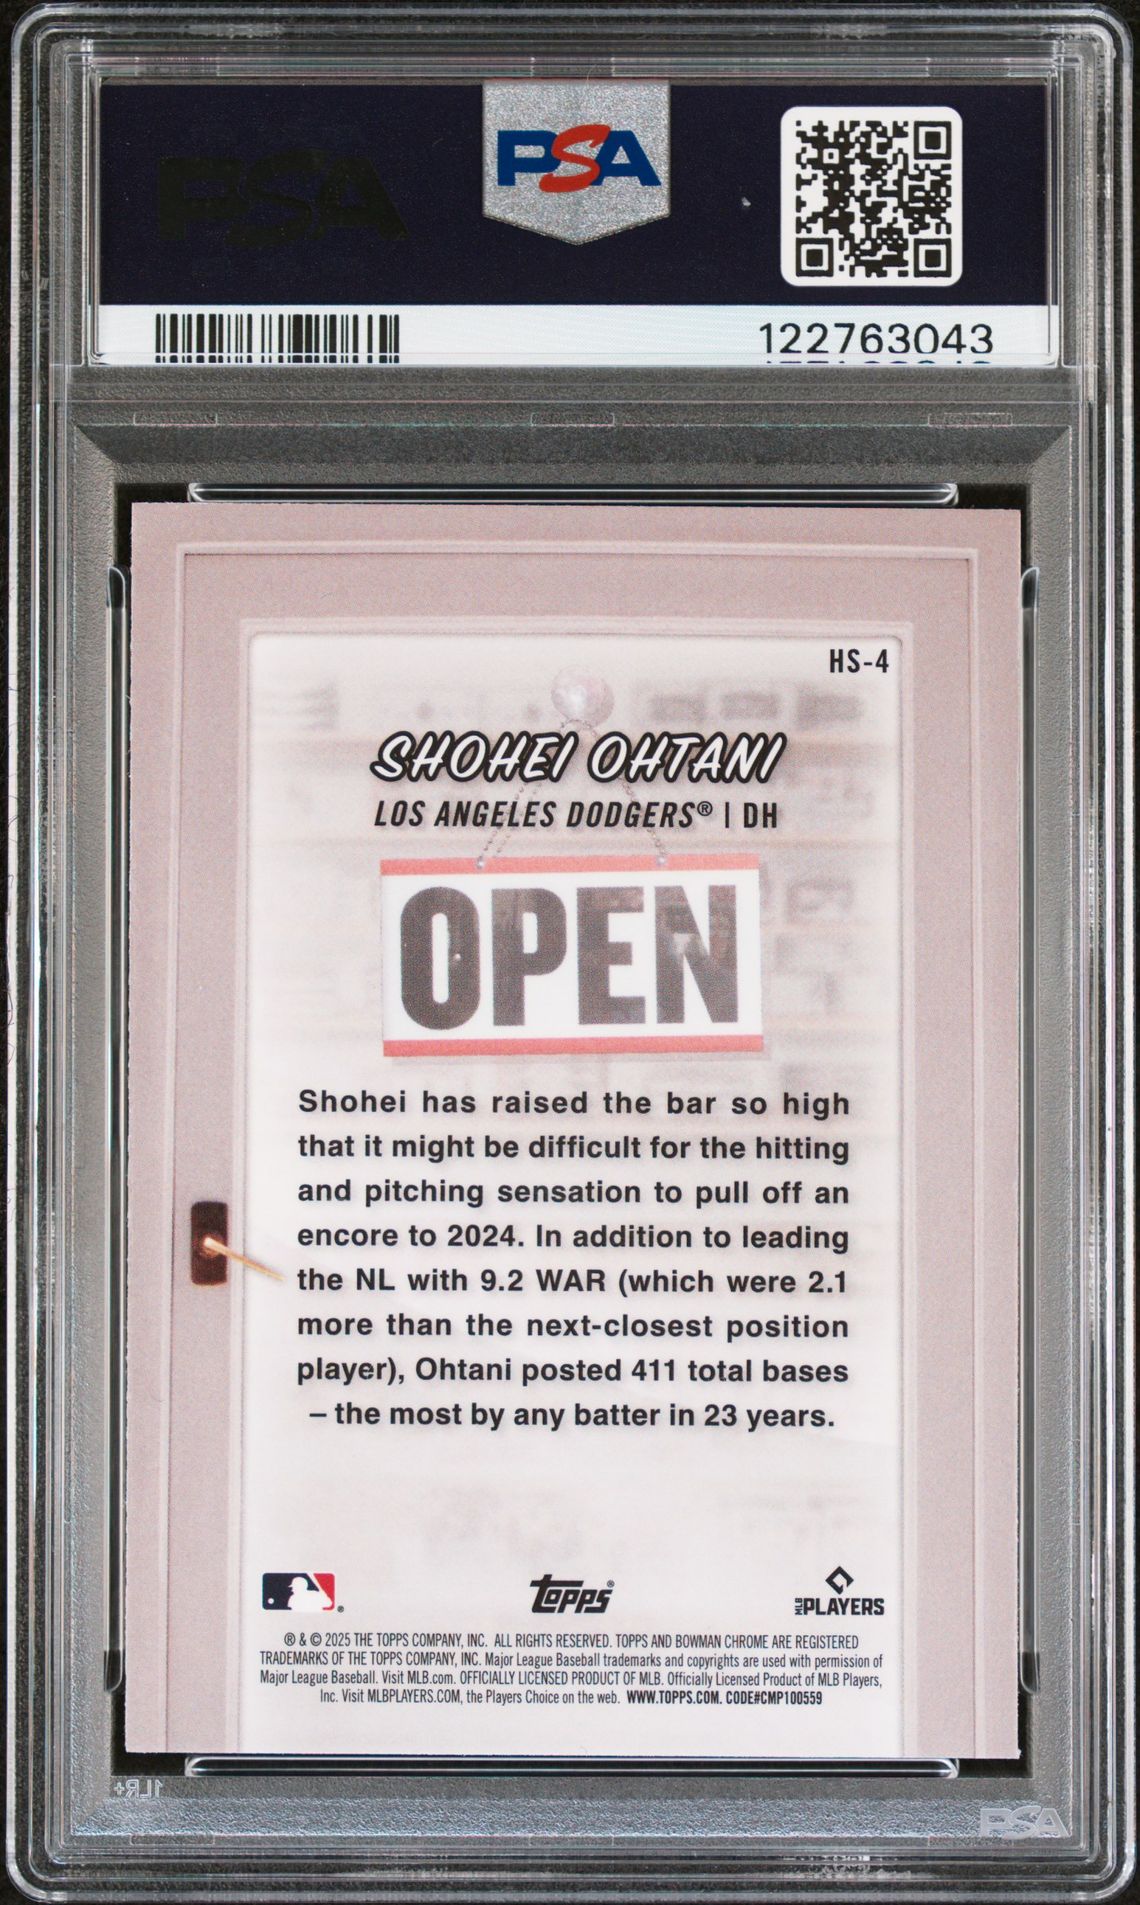 PSA
PSA
122763043
HS-4
SHOHEI OHTANI
LOS ANGELES DODGERS® | DH
OPEN
Shohei has raised the bar so high
that it might be difficult for the hitting
and pitching sensation to pull off an
encore to 2024. In addition to leading
the NL with 9.2 WAR (which were 2.1
more than the next-closest position
player), Ohtani posted 411 total bases
– the most by any batter in 23 years.
®
topps®
MLB PLAYERS
® & © 2025 THE TOPPS COMPANY, INC. ALL RIGHTS RESERVED. TOPPS AND BOWMAN CHROME ARE REGISTERED
TRADEMARKS OF THE TOPPS COMPANY, INC. Major League Baseball trademarks and copyrights are used with permission of
Major League Baseball. Visit MLB.com. OFFICIALLY LICENSED PRODUCT OF MLB. Officially Licensed Product of MLB Players,
Inc. Visit MLBPLAYERS.COM, the Players Choice on the web. WWW.TOPPS.COM. CODE#CMP100559
1LR+
PSA